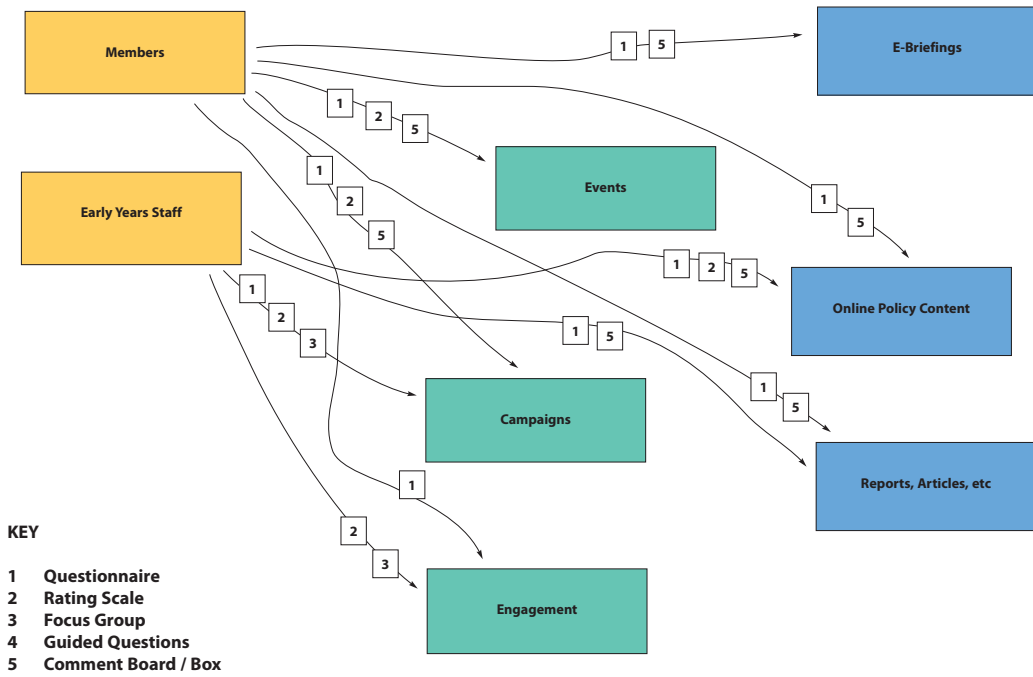 Members
E-Briefings
1 5
1 2 5
1 2 5
Events
1 5
Early Years Staff
1 2 5
Online Policy Content
1 2 3
1 5
1 5
Campaigns
Reports, Articles, etc
1
2 3
Engagement
KEY
1 Questionnaire
2 Rating Scale
3 Focus Group
4 Guided Questions
5 Comment Board / Box